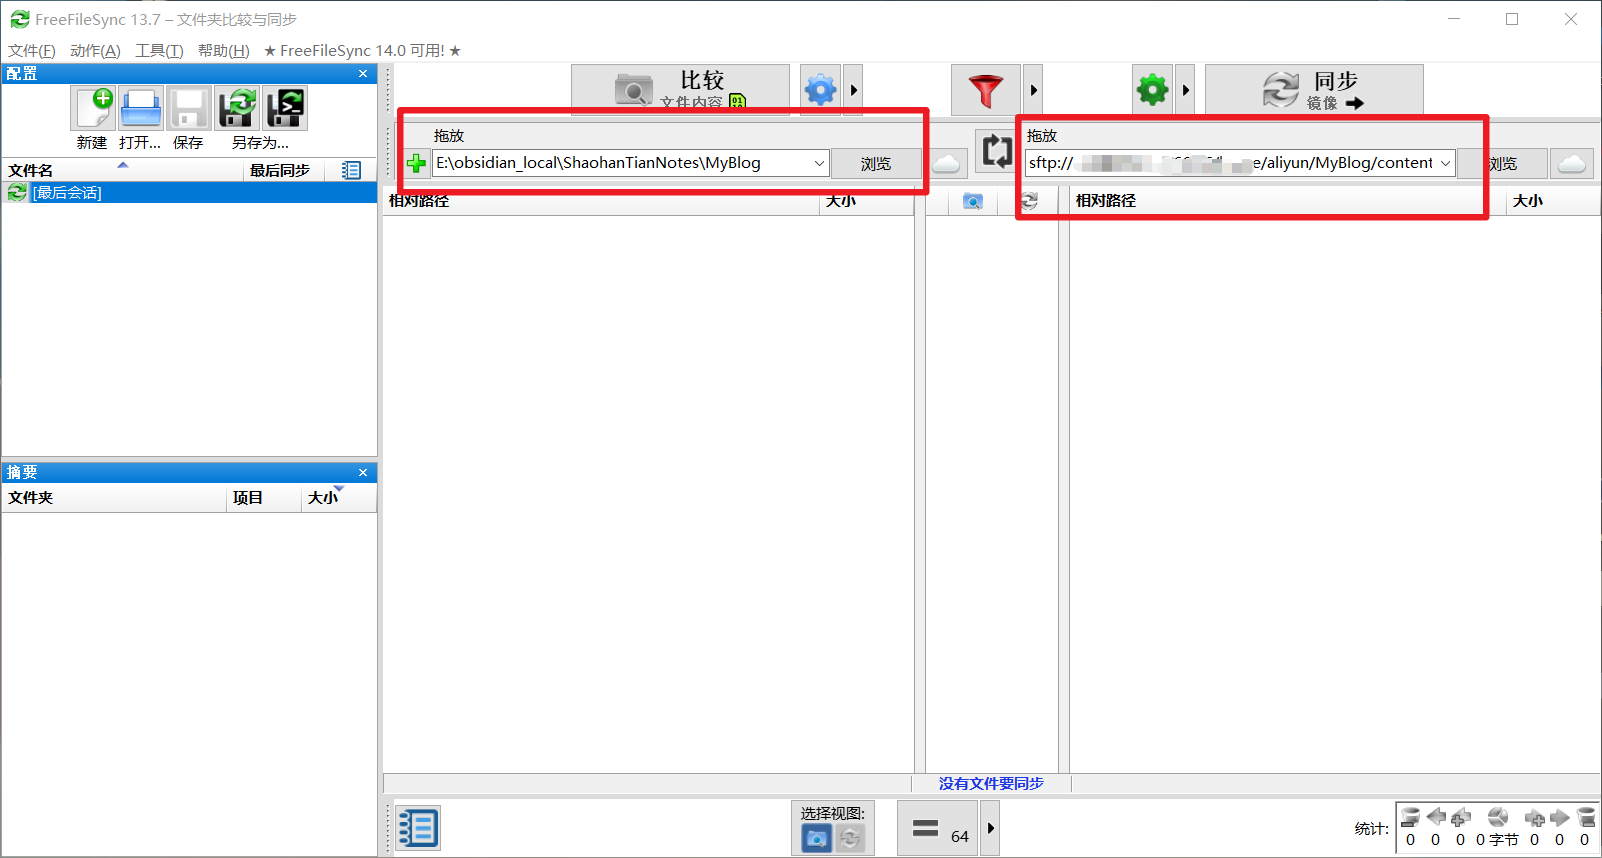 FreeFileSync 13.7 – 文件夹比较与同步
文件(F) 动作(A) 工具(T) 帮助(H) ★ FreeFileSync 14.0 可用! ★
配置
新建 打开... 保存 另存为...
文件名 最后同步
[最后会话]
摘要
文件夹 项目 大小
比较
文件内容
同步
镜像
拖放
E:\obsidian_local\ShaohanTianNotes\MyBlog
浏览
拖放
sftp:// e/aliyun/MyBlog/content
浏览
相对路径 大小
相对路径 大小
没有文件要同步
选择视图:
64
统计:
0 0 0 0 字节 0 0 0